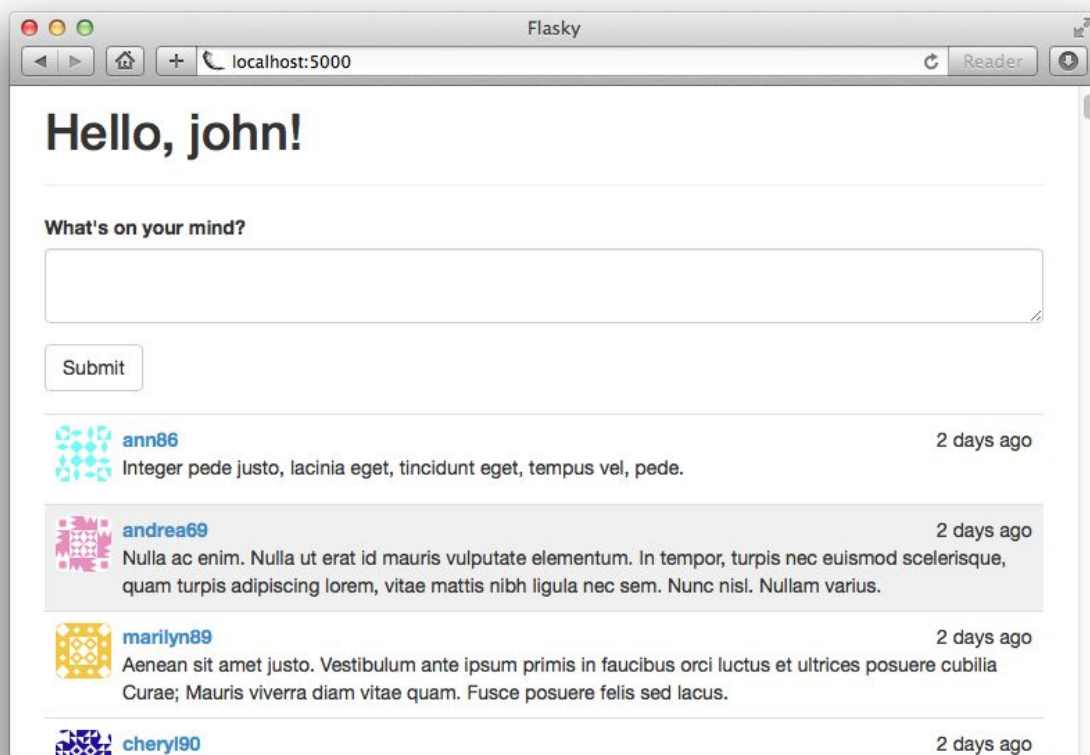 Flasky
localhost:5000
Reader
Hello, john!
What's on your mind?
Submit
ann86 2 days ago
Integer pede justo, lacinia eget, tincidunt eget, tempus vel, pede.
andrea69 2 days ago
Nulla ac enim. Nulla ut erat id mauris vulputate elementum. In tempor, turpis nec euismod scelerisque,
quam turpis adipiscing lorem, vitae mattis nibh ligula nec sem. Nunc nisl. Nullam varius.
marilyn89 2 days ago
Aenean sit amet justo. Vestibulum ante ipsum primis in faucibus orci luctus et ultrices posuere cubilia
Curae; Mauris viverra diam vitae quam. Fusce posuere felis sed lacus.
cheryl90 2 days ago